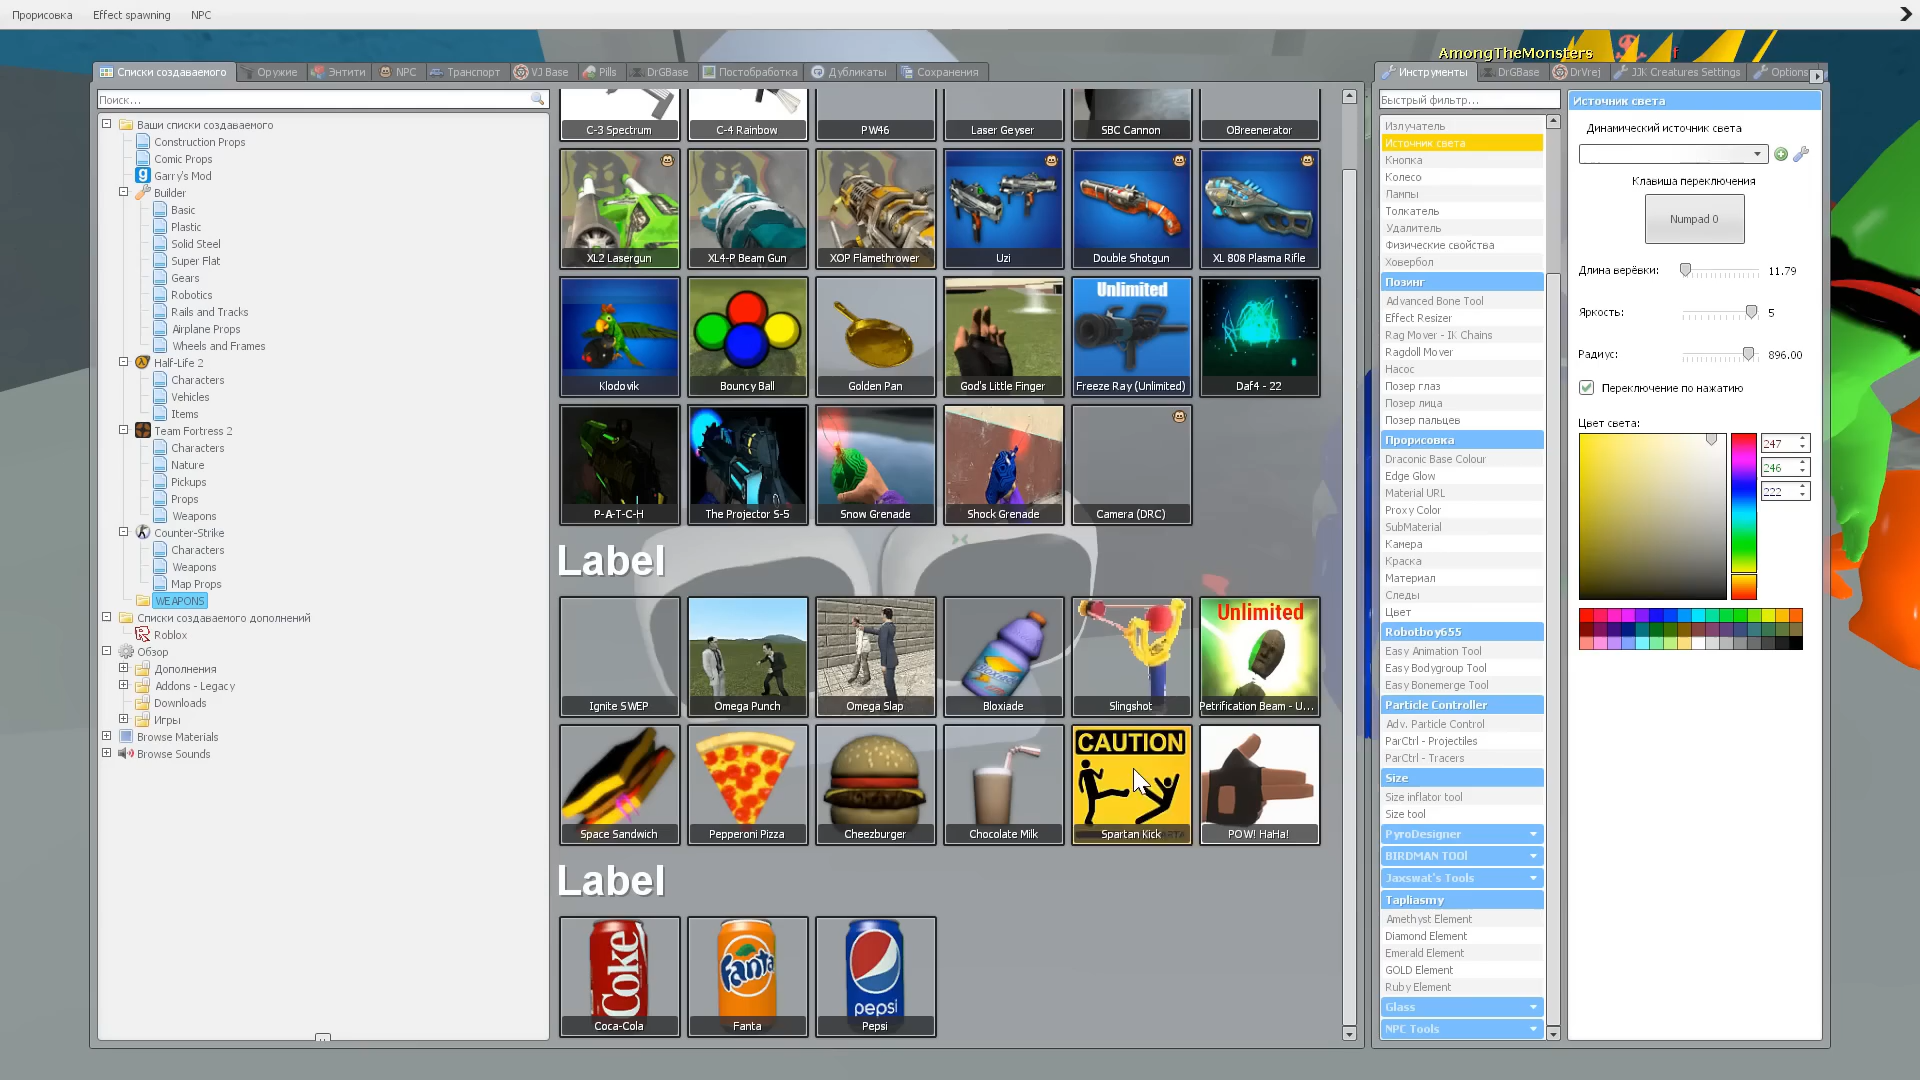 Прорисовка Effect spawning NPC
AmongTheMonsters
Списки создаваемого Оружие Энтити NPC Транспорт VJ Base Pills DrGBase Постобработка Дубликаты Сохранения
Поиск...
Ваши списки создаваемого
Construction Props
Comic Props
Garry's Mod
Builder
Basic
Plastic
Solid Steel
Super Flat
Gears
Robotics
Rails and Tracks
Airplane Props
Wheels and Frames
Half-Life 2
Characters
Vehicles
Items
Team Fortress 2
Characters
Nature
Pickups
Props
Weapons
Counter-Strike
Characters
Weapons
Map Props
WEAPONS
Списки создаваемого дополнений
Roblox
Обзор
Дополнения
Addons - Legacy
Downloads
Игры
Browse Materials
Browse Sounds
C-3 Spectrum C-4 Rainbow PW46 Laser Geyser SBC Cannon OBreenerator
XL2 Lasergun XL4-P Beam Gun XOP Flamethrower Uzi Double Shotgun XL 808 Plasma Rifle
Unlimited
Klodovik Bouncy Ball Golden Pan God's Little Finger Freeze Ray (Unlimited) Daf4 - 22
P-A-T-C-H The Projector S-5 Snow Grenade Shock Grenade Camera (DRC)
Label
Unlimited
Ignite SWEP Omega Punch Omega Slap Bloxiade Slingshot Petrification Beam - U...
CAUTION
Space Sandwich Pepperoni Pizza Cheezburger Chocolate Milk Spartan Kick POW! HaHa!
Label
Coke Fanta pepsi
Coca-Cola Fanta Pepsi
Инструменты DrGBase DrVrej JJK Creatures Settings Options
Быстрый фильтр...
Излучатель
Источник света
Кнопка
Колесо
Лампы
Толкатель
Удалитель
Физические свойства
Ховербол
Позинг
Advanced Bone Tool
Effect Resizer
Rag Mover - IK Chains
Ragdoll Mover
Насос
Позер глаз
Позер лица
Позер пальцев
Прорисовка
Draconic Base Colour
Edge Glow
Material URL
Proxy Color
SubMaterial
Камера
Краска
Материал
Следы
Цвет
Robotboy655
Easy Animation Tool
Easy Bodygroup Tool
Easy Bonemerge Tool
Particle Controller
Adv. Particle Control
ParCtrl - Projectiles
ParCtrl - Tracers
Size
Size inflator tool
Size tool
PyroDesigner
BIRDMAN TOOl
Jaxswat's Tools
Tapliasmy
Amethyst Element
Diamond Element
Emerald Element
GOLD Element
Ruby Element
Glass
NPC Tools
Источник света
Динамический источник света
Клавиша переключения
Numpad 0
Длина верёвки: 11.79
Яркость: 5
Радиус: 896.00
Переключение по нажатию
Цвет света:
247
246
222